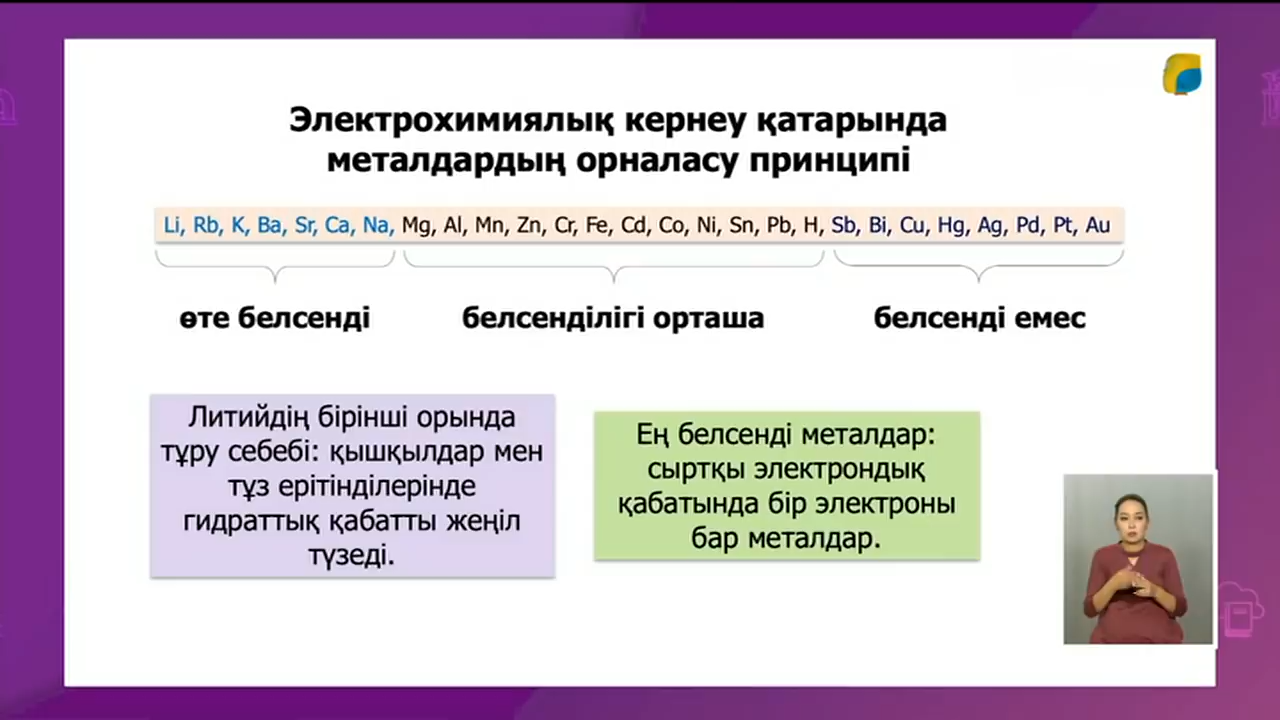 Электрохимиялық кернеу қатарында
металдардың орналасу принципі
Li, Rb, K, Ba, Sr, Ca, Na, Mg, Al, Mn, Zn, Cr, Fe, Cd, Co, Ni, Sn, Pb, H, Sb, Bi, Cu, Hg, Ag, Pd, Pt, Au
өте белсенді
белсенділігі орташа
белсенді емес
Литийдің бірінші орында
тұру себебі: қышқылдар мен
тұз ерітінділерінде
гидраттық қабатты жеңіл
түзеді.
Ең белсенді металдар:
сыртқы электрондық
қабатында бір электроны
бар металдар.